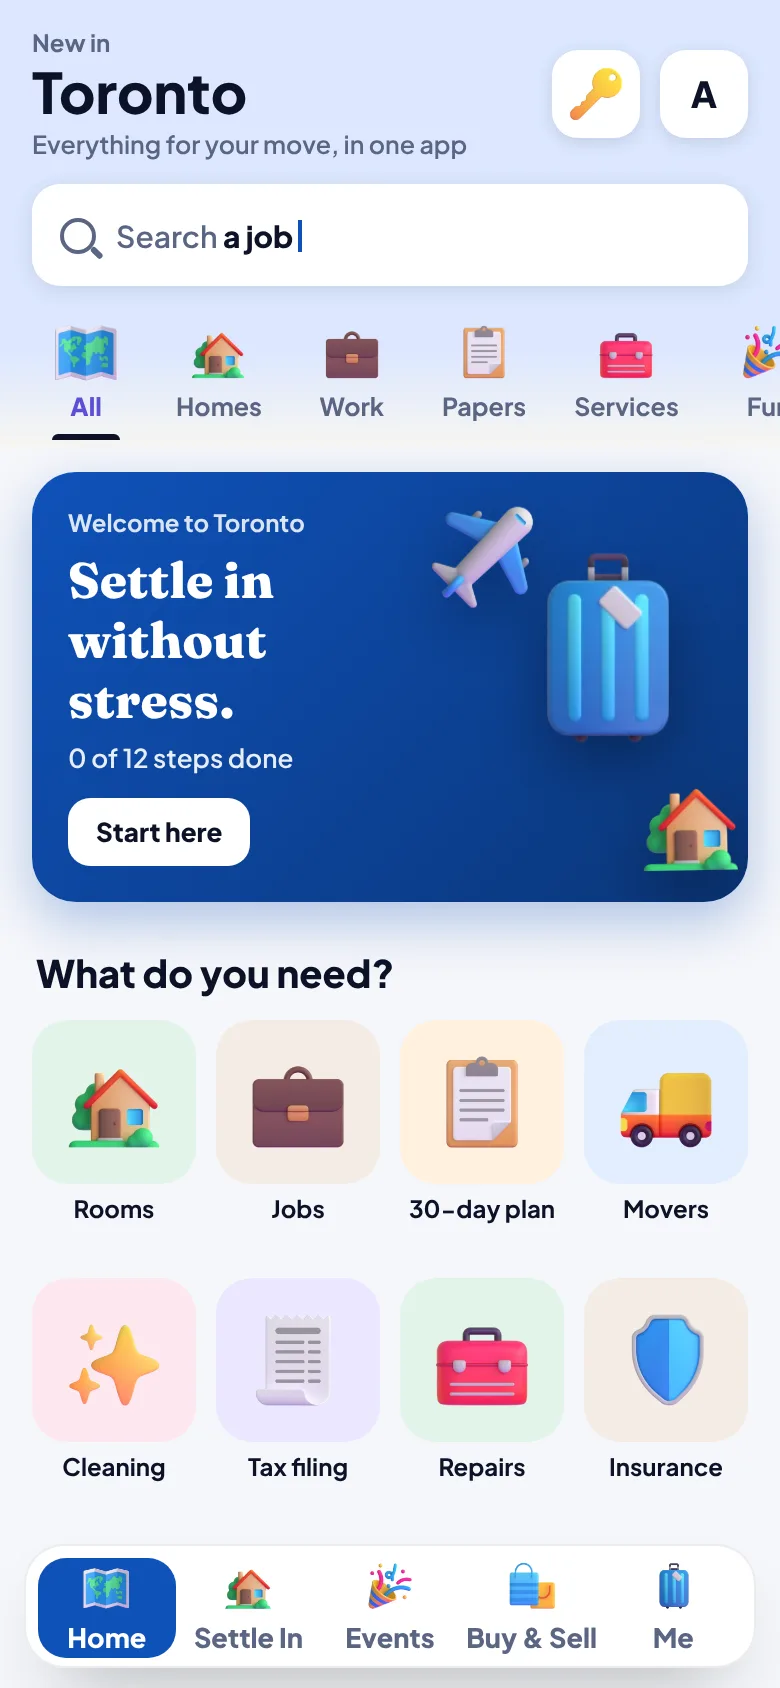 New in
Toronto
Everything for your move, in one app
A
Search a job
All
Homes
Work
Papers
Services
Welcome to Toronto
Settle in
without
stress.
0 of 12 steps done
Start here
What do you need?
Rooms
Jobs
30-day plan
Movers
Cleaning
Tax filing
Repairs
Insurance
Home
Settle In
Events
Buy & Sell
Me